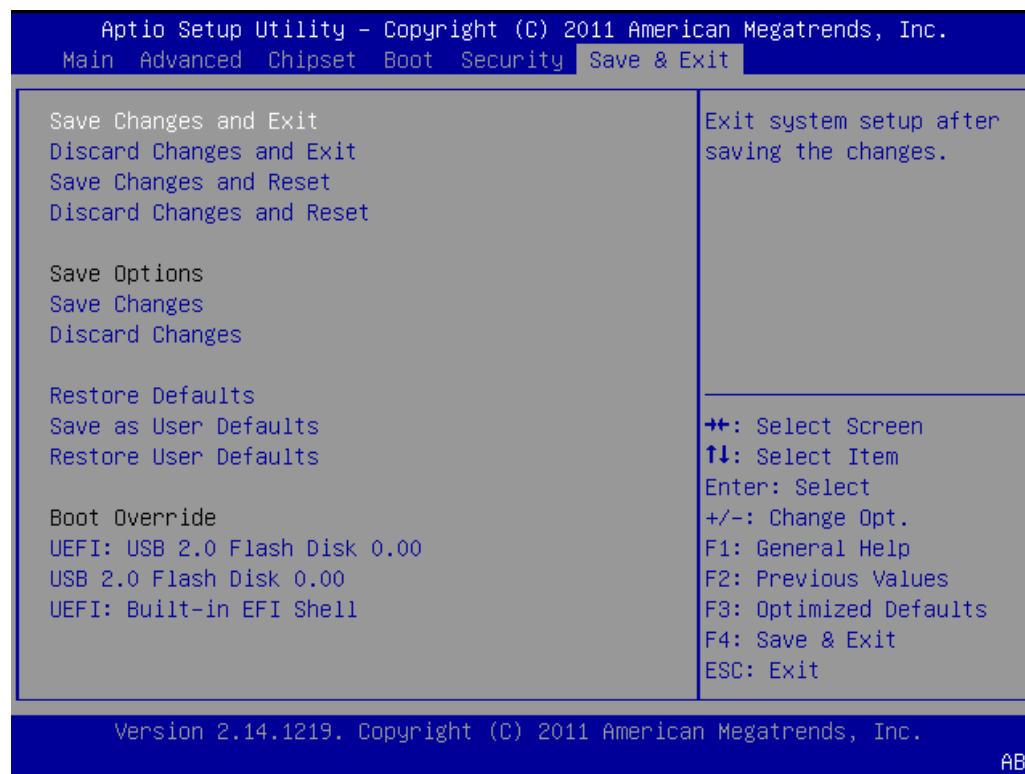 Aptio Setup Utility – Copyright (C) 2011 American Megatrends, Inc.
Main Advanced Chipset Boot Security Save & Exit
Save Changes and Exit
Discard Changes and Exit
Save Changes and Reset
Discard Changes and Reset
Save Options
Save Changes
Discard Changes
Restore Defaults
Save as User Defaults
Restore User Defaults
Boot Override
UEFI: USB 2.0 Flash Disk 0.00
USB 2.0 Flash Disk 0.00
UEFI: Built-in EFI Shell
Exit system setup after
saving the changes.
→←: Select Screen
↑↓: Select Item
Enter: Select
+/-: Change Opt.
F1: General Help
F2: Previous Values
F3: Optimized Defaults
F4: Save & Exit
ESC: Exit
Version 2.14.1219. Copyright (C) 2011 American Megatrends, Inc.
AB